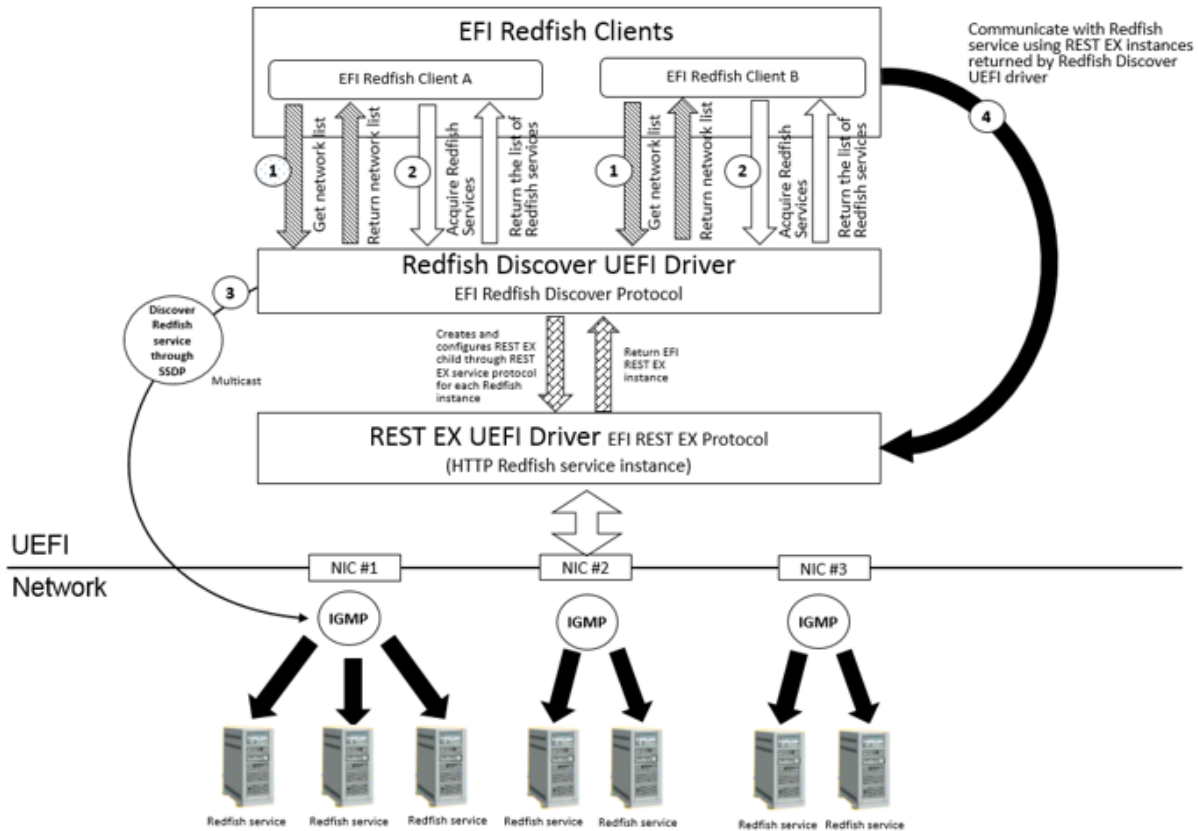 EFI Redfish Clients
EFI Redfish Client A
EFI Redfish Client B
Communicate with Redfish
service using REST EX instances
returned by Redfish Discover
UEFI driver
4
1
Get network list
Return network list
2
Acquire Redfish
Services
Return the list of
Redfish services
1
Get network list
Return network list
2
Acquire Redfish
Services
Return the list of
Redfish services
Redfish Discover UEFI Driver
EFI Redfish Discover Protocol
3
Discover
Redfish
service
through
SSDP
Multicast
Creates and
configures REST EX
child through REST
EX service protocol
for each Redfish
instance
Return EFI
REST EX
instance
REST EX UEFI Driver EFI REST EX Protocol
(HTTP Redfish service instance)
UEFI
Network
NIC #1
NIC #2
NIC #3
IGMP
IGMP
IGMP
Redfish service
Redfish service
Redfish service
Redfish service
Redfish service
Redfish service
Redfish service